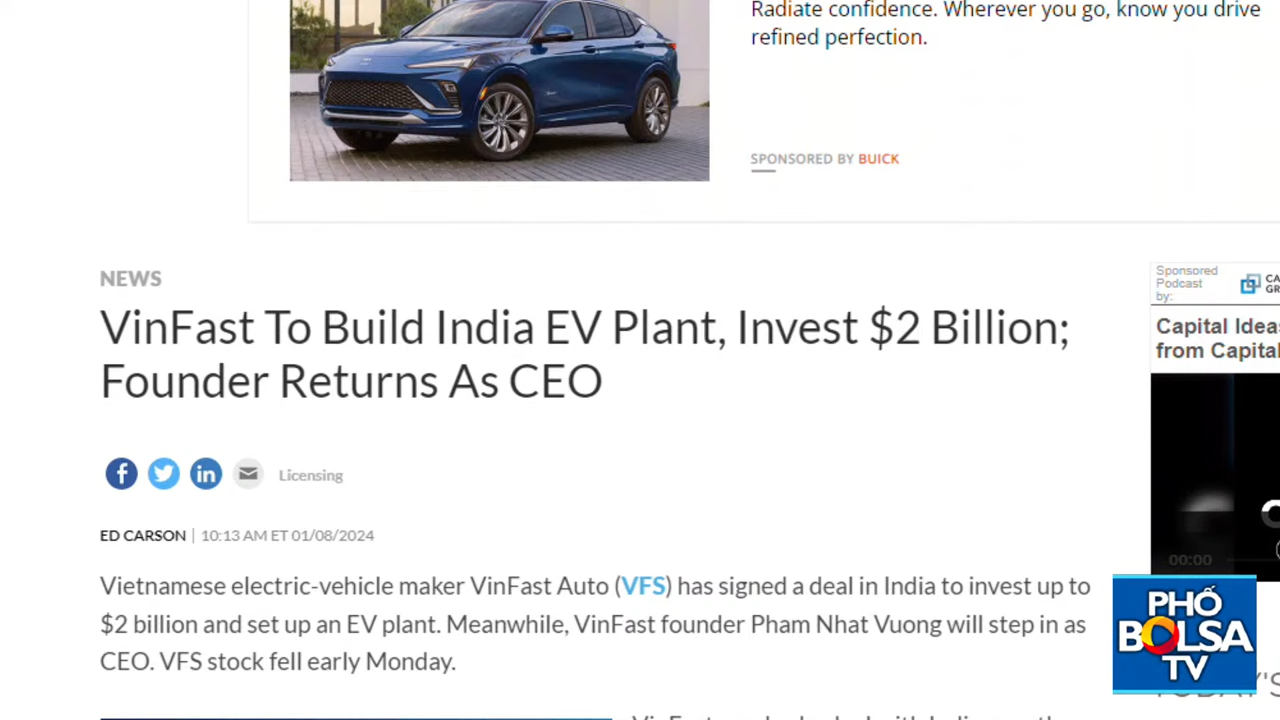 Radiate confidence. Wherever you go, know you drive
refined perfection.
SPONSORED BY BUICK
NEWS
VinFast To Build India EV Plant, Invest $2 Billion;
Founder Returns As CEO
Licensing
ED CARSON | 10:13 AM ET 01/08/2024
Vietnamese electric-vehicle maker VinFast Auto (VFS) has signed a deal in India to invest up to
$2 billion and set up an EV plant. Meanwhile, VinFast founder Pham Nhat Vuong will step in as
CEO. VFS stock fell early Monday.
Sponsored
Podcast
by:
Capital
from Capital
00:00
PHỐ
BOLSA
TV